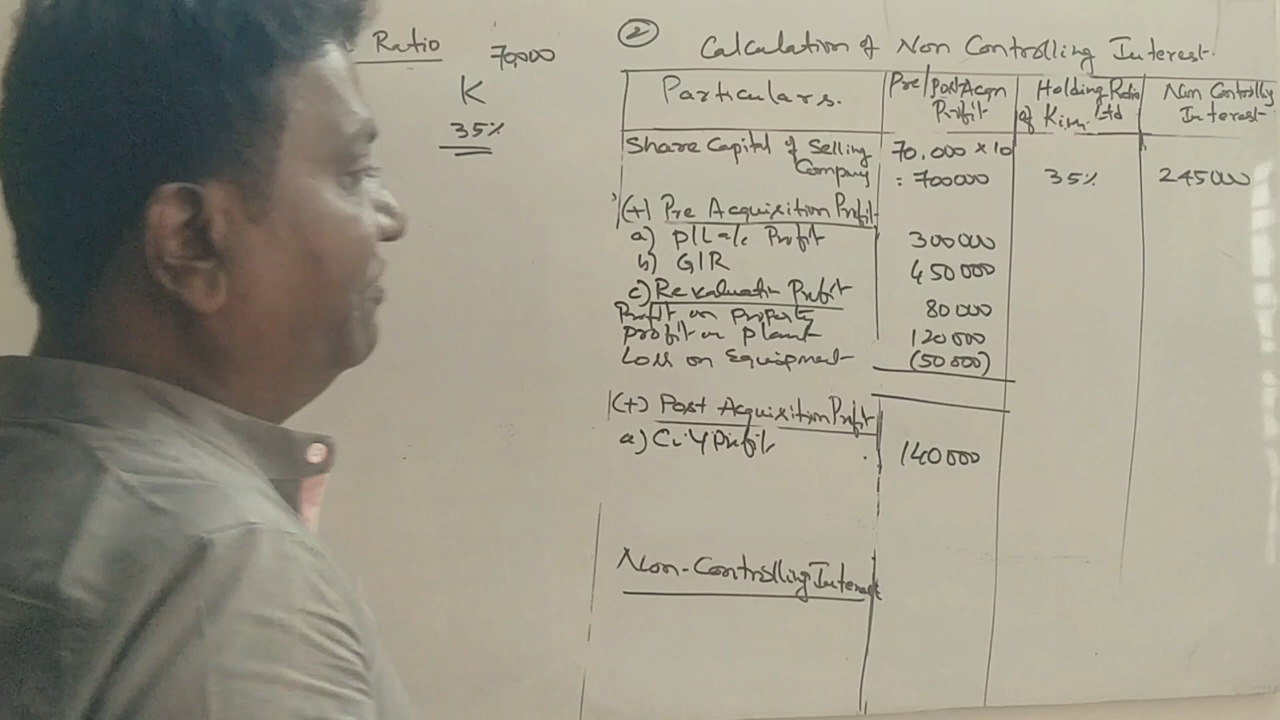 Ratio 70,000
K
35%
② Calculation of Non Controlling Interest.
Particulars. Pre/Post Acqn Profit Holding Ratio of Ltd Non Controlling Interest
Share Capital of Selling Company 70,000 x 10
: 700000 35% 245000
(+) Pre Acquisition Profit
a) P/L a/c Profit 300000
b) G/R 450000
c) Revaluation Profit
Profit on property 80000
profit on plant 120000
Loss on Equipment (50000)
(+) Post Acquisition Profit
a) C.Y Profit 140000
Non-Controlling Interest